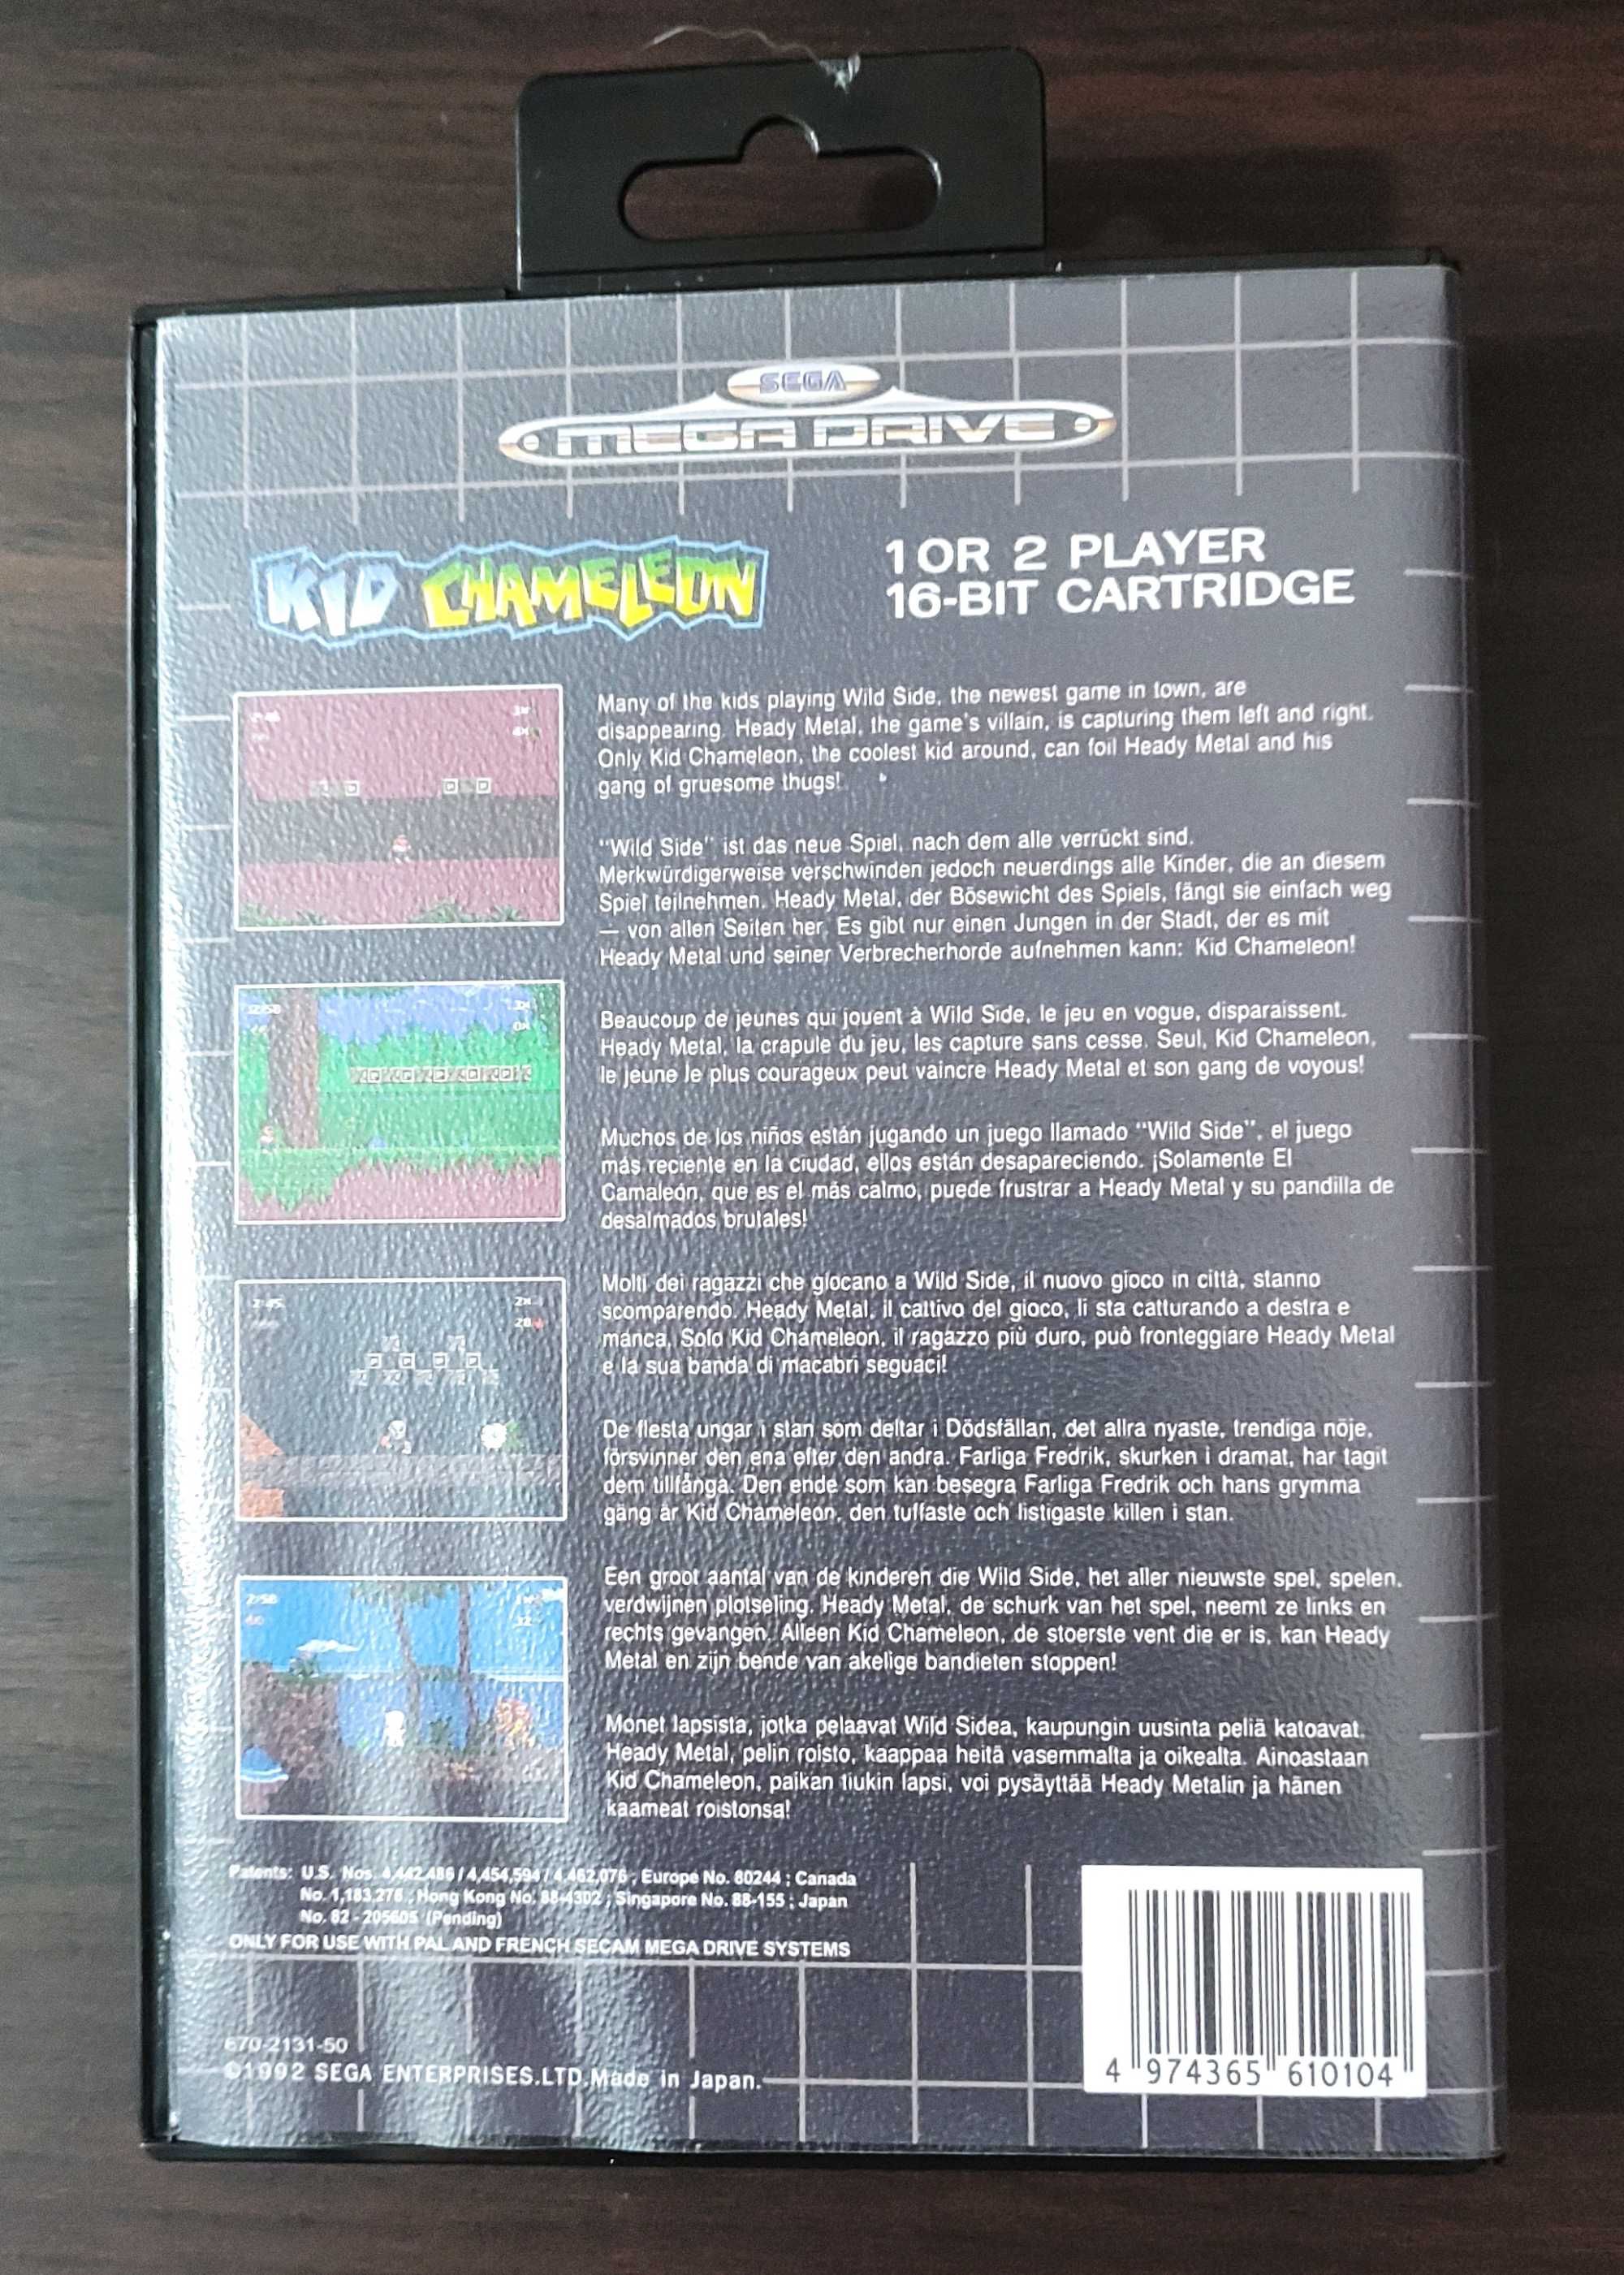 SEGA
MEGA DRIVE
KID CHAMELEON
1 OR 2 PLAYER
16-BIT CARTRIDGE
Many of the kids playing Wild Side, the newest game in town, are
disappearing. Heady Metal, the game's villain, is capturing them left and right.
Only Kid Chameleon, the coolest kid around, can foil Heady Metal and his
gang of gruesome thugs!
"Wild Side" ist das neue Spiel, nach dem alle verrückt sind.
Merkwürdigerweise verschwinden jedoch neuerdings alle Kinder, die an diesem
Spiel teilnehmen. Heady Metal, der Bösewicht des Spiels, fängt sie einfach weg
— von allen Seiten her. Es gibt nur einen Jungen in der Stadt, der es mit
Heady Metal und seiner Verbrecherhorde aufnehmen kann: Kid Chameleon!
Beaucoup de jeunes qui jouent à Wild Side, le jeu en vogue, disparaissent.
Heady Metal, la crapule du jeu, les capture sans cesse. Seul, Kid Chameleon,
le jeune le plus courageux peut vaincre Heady Metal et son gang de voyous!
Muchos de los niños están jugando un juego llamado "Wild Side", el juego
más reciente en la ciudad, ellos están desapareciendo. ¡Solamente El
Camaleón, que es el más calmo, puede frustrar a Heady Metal y su pandilla de
desalmados brutales!
Molti dei ragazzi che giocano a Wild Side, il nuovo gioco in città, stanno
scomparendo. Heady Metal, il cattivo del gioco, li sta catturando a destra e
manca. Solo Kid Chameleon, il ragazzo più duro, può fronteggiare Heady Metal
e la sua banda di macabri seguaci!
De flesta ungar i stan som deltar i Dödsfällan, det allra nyaste, trendiga nöje,
försvinner den ena efter den andra. Farliga Fredrik, skurken i dramat, har tagit
dem tillfånga. Den ende som kan besegra Farliga Fredrik och hans grymma
gäng är Kid Chameleon, den tuffaste och listigaste killen i stan.
Een groot aantal van de kinderen die Wild Side, het aller nieuwste spel, spelen,
verdwijnen plotseling. Heady Metal, de schurk van het spel, neemt ze links en
rechts gevangen. Alleen Kid Chameleon, de stoerste vent die er is, kan Heady
Metal en zijn bende van akelige bandieten stoppen!
Monet lapsista, jotka pelaavat Wild Sidea, kaupungin uusinta peliä katoavat.
Heady Metal, pelin roisto, kaappaa heitä vasemmalta ja oikealta. Ainoastaan
Kid Chameleon, paikan tiukin lapsi, voi pysäyttää Heady Metalin ja hänen
kaameat roistonsa!
Patents: U.S. Nos. 4,442,486 / 4,454,594 / 4,462,076 ; Europe No. 80244 ; Canada
No. 1,183,276 ; Hong Kong No. 88-4302 ; Singapore No. 88-155 ; Japan
No. 82-205605 (Pending)
ONLY FOR USE WITH PAL AND FRENCH SECAM MEGA DRIVE SYSTEMS
670-2131-50
©1992 SEGA ENTERPRISES.LTD.Made in Japan.
4 974365 610104